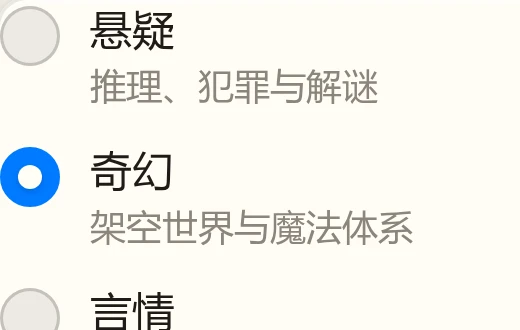 悬疑
推理、犯罪与解谜
奇幻
架空世界与魔法体系
言情